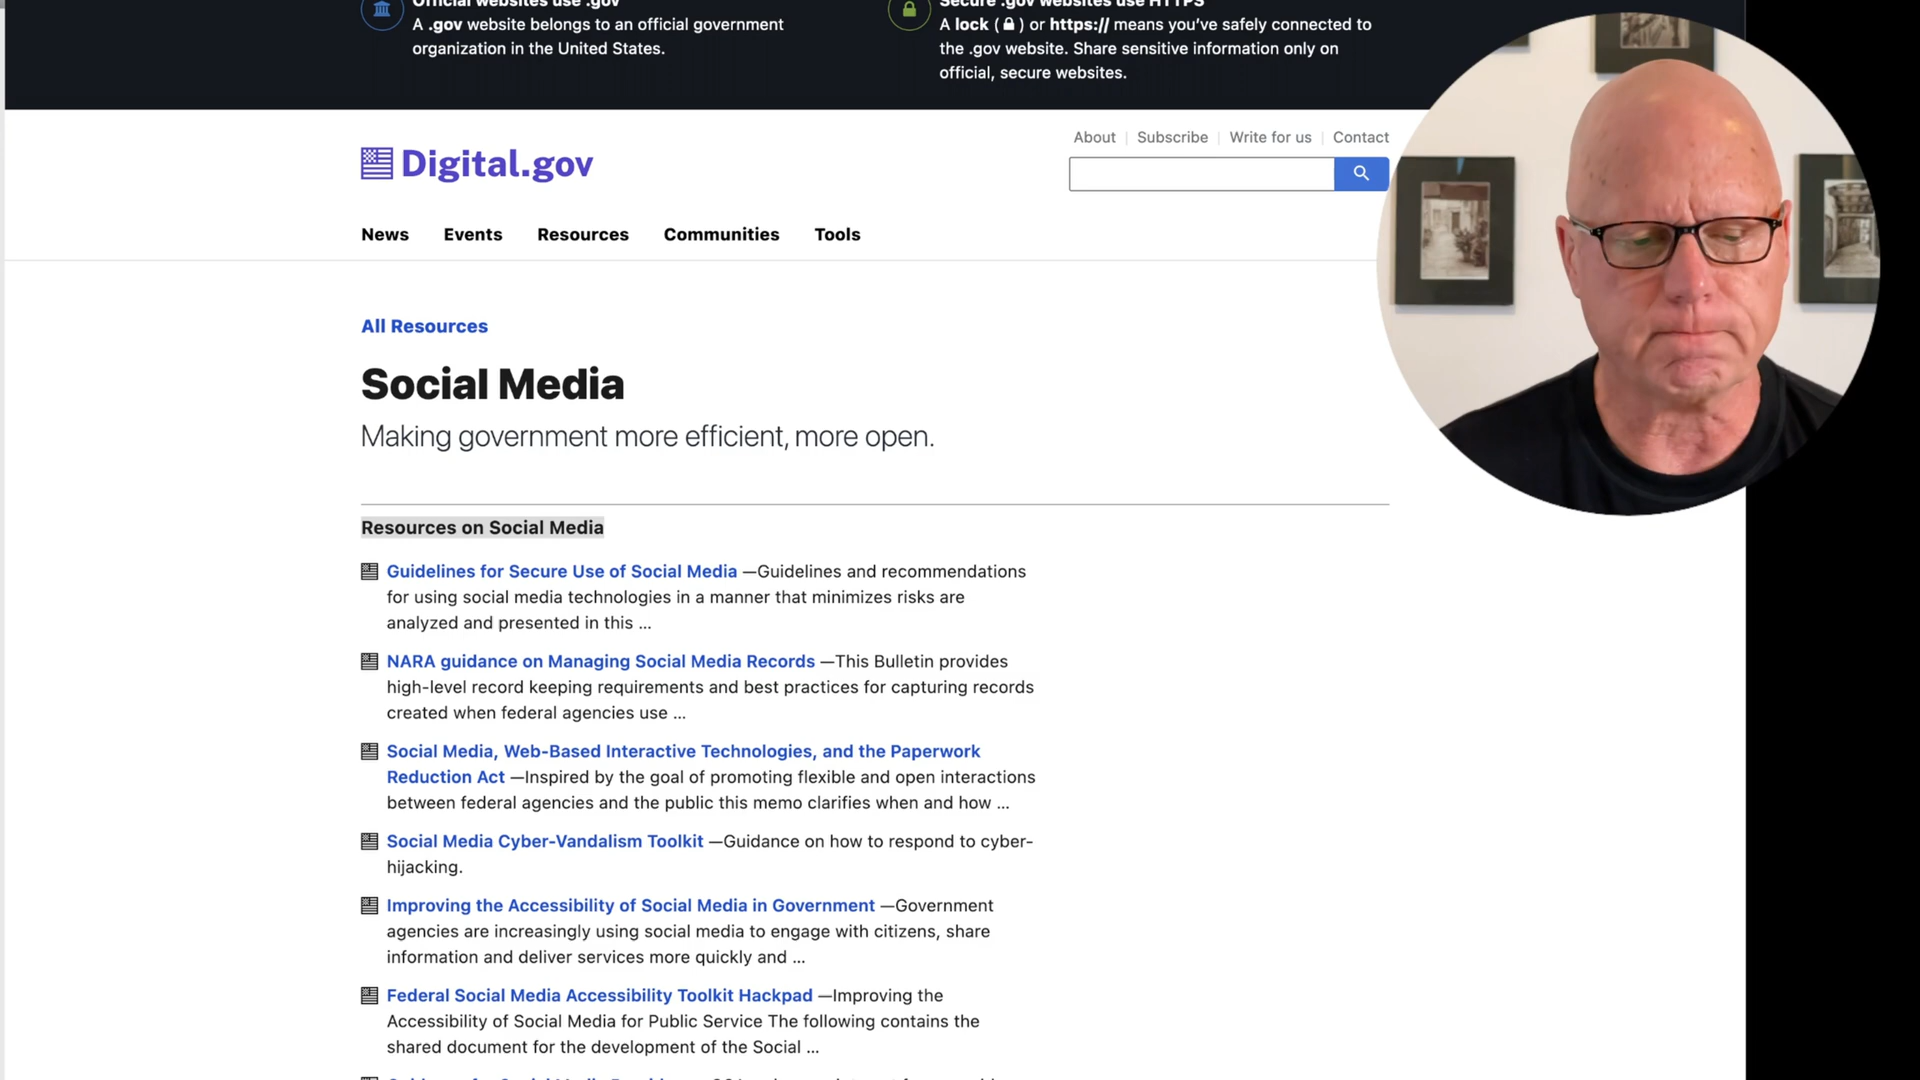 Official websites use .gov
A .gov website belongs to an official government
organization in the United States.
Secure .gov websites use HTTPS
A lock ( ) or https:// means you’ve safely connected to
the .gov website. Share sensitive information only on
official, secure websites.
About | Subscribe | Write for us | Contact
Digital.gov
News Events Resources Communities Tools
All Resources
Social Media
Making government more efficient, more open.
Resources on Social Media
Guidelines for Secure Use of Social Media —Guidelines and recommendations
for using social media technologies in a manner that minimizes risks are
analyzed and presented in this ...
NARA guidance on Managing Social Media Records —This Bulletin provides
high-level record keeping requirements and best practices for capturing records
created when federal agencies use ...
Social Media, Web-Based Interactive Technologies, and the Paperwork
Reduction Act —Inspired by the goal of promoting flexible and open interactions
between federal agencies and the public this memo clarifies when and how ...
Social Media Cyber-Vandalism Toolkit —Guidance on how to respond to cyber-
hijacking.
Improving the Accessibility of Social Media in Government —Government
agencies are increasingly using social media to engage with citizens, share
information and deliver services more quickly and ...
Federal Social Media Accessibility Toolkit Hackpad —Improving the
Accessibility of Social Media for Public Service The following contains the
shared document for the development of the Social ...